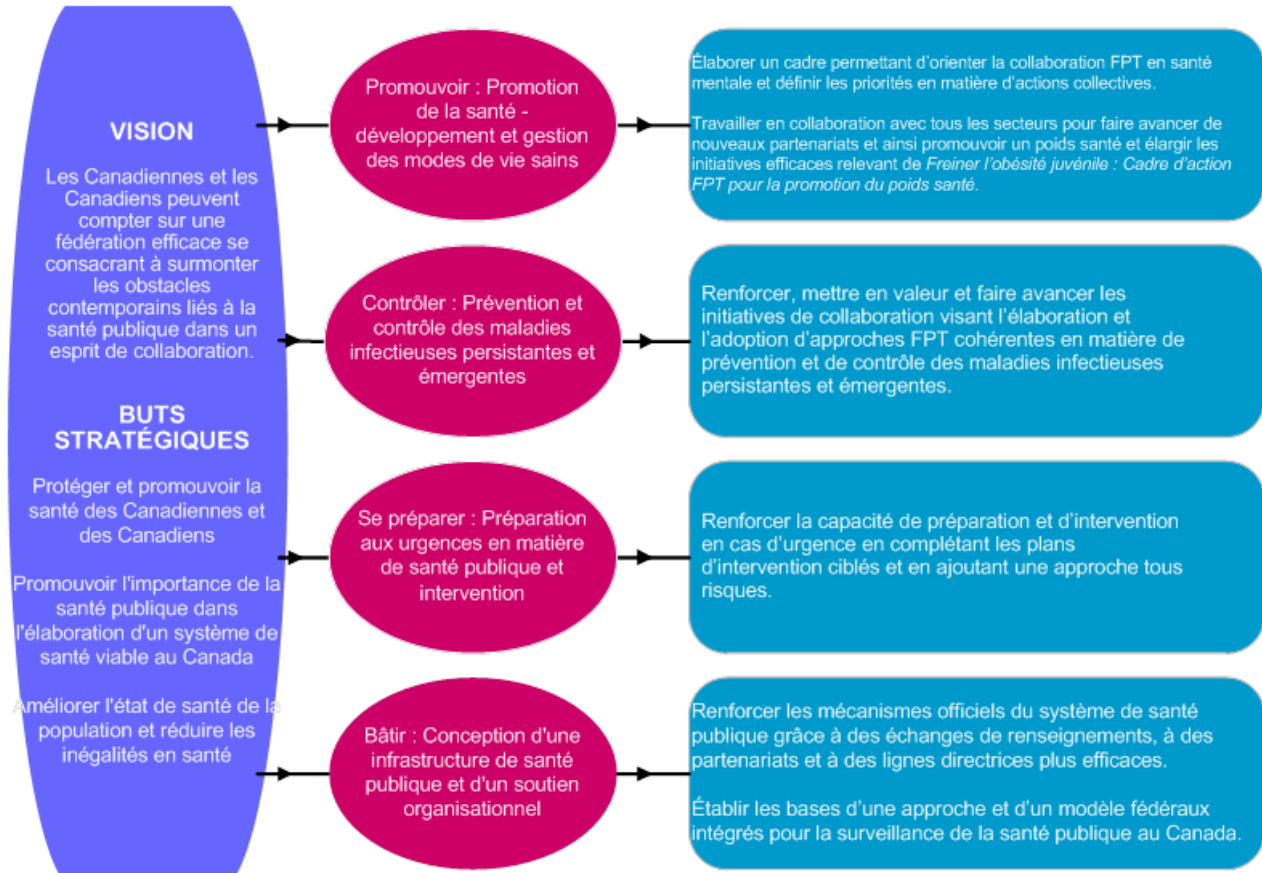 VISION
Les Canadiennes et les
Canadiens peuvent
compter sur une
fédération efficace se
consacrant à surmonter
les obstacles
contemporains liés à la
santé publique dans un
esprit de collaboration.
BUTS
STRATÉGIQUES
Protéger et promouvoir la
santé des Canadiennes et
des Canadiens
Promouvoir l'importance de la
santé publique dans
l'élaboration d'un système de
santé viable au Canada
Améliorer l'état de santé de la
population et réduire les
inégalités en santé
Promouvoir : Promotion
de la santé -
développement et gestion
des modes de vie sains
Élaborer un cadre permettant d'orienter la collaboration FPT en santé
mentale et définir les priorités en matière d'actions collectives.
Travailler en collaboration avec tous les secteurs pour faire avancer de
nouveaux partenariats et ainsi promouvoir un poids santé et élargir les
initiatives efficaces relevant de Freiner l'obésité juvénile : Cadre d'action
FPT pour la promotion du poids santé.
Contrôler : Prévention et
contrôle des maladies
infectieuses persistantes et
émergentes
Renforcer, mettre en valeur et faire avancer les
initiatives de collaboration visant l'élaboration et
l'adoption d'approches FPT cohérentes en matière de
prévention et de contrôle des maladies infectieuses
persistantes et émergentes.
Se préparer : Préparation
aux urgences en matière
de santé publique et
intervention
Renforcer la capacité de préparation et d'intervention
en cas d'urgence en complétant les plans
d'intervention ciblés et en ajoutant une approche tous
risques.
Bâtir : Conception d'une
infrastructure de santé
publique et d'un soutien
organisationnel
Renforcer les mécanismes officiels du système de santé
publique grâce à des échanges de renseignements, à des
partenariats et à des lignes directrices plus efficaces.
Établir les bases d'une approche et d'un modèle fédéraux
intégrés pour la surveillance de la santé publique au Canada.